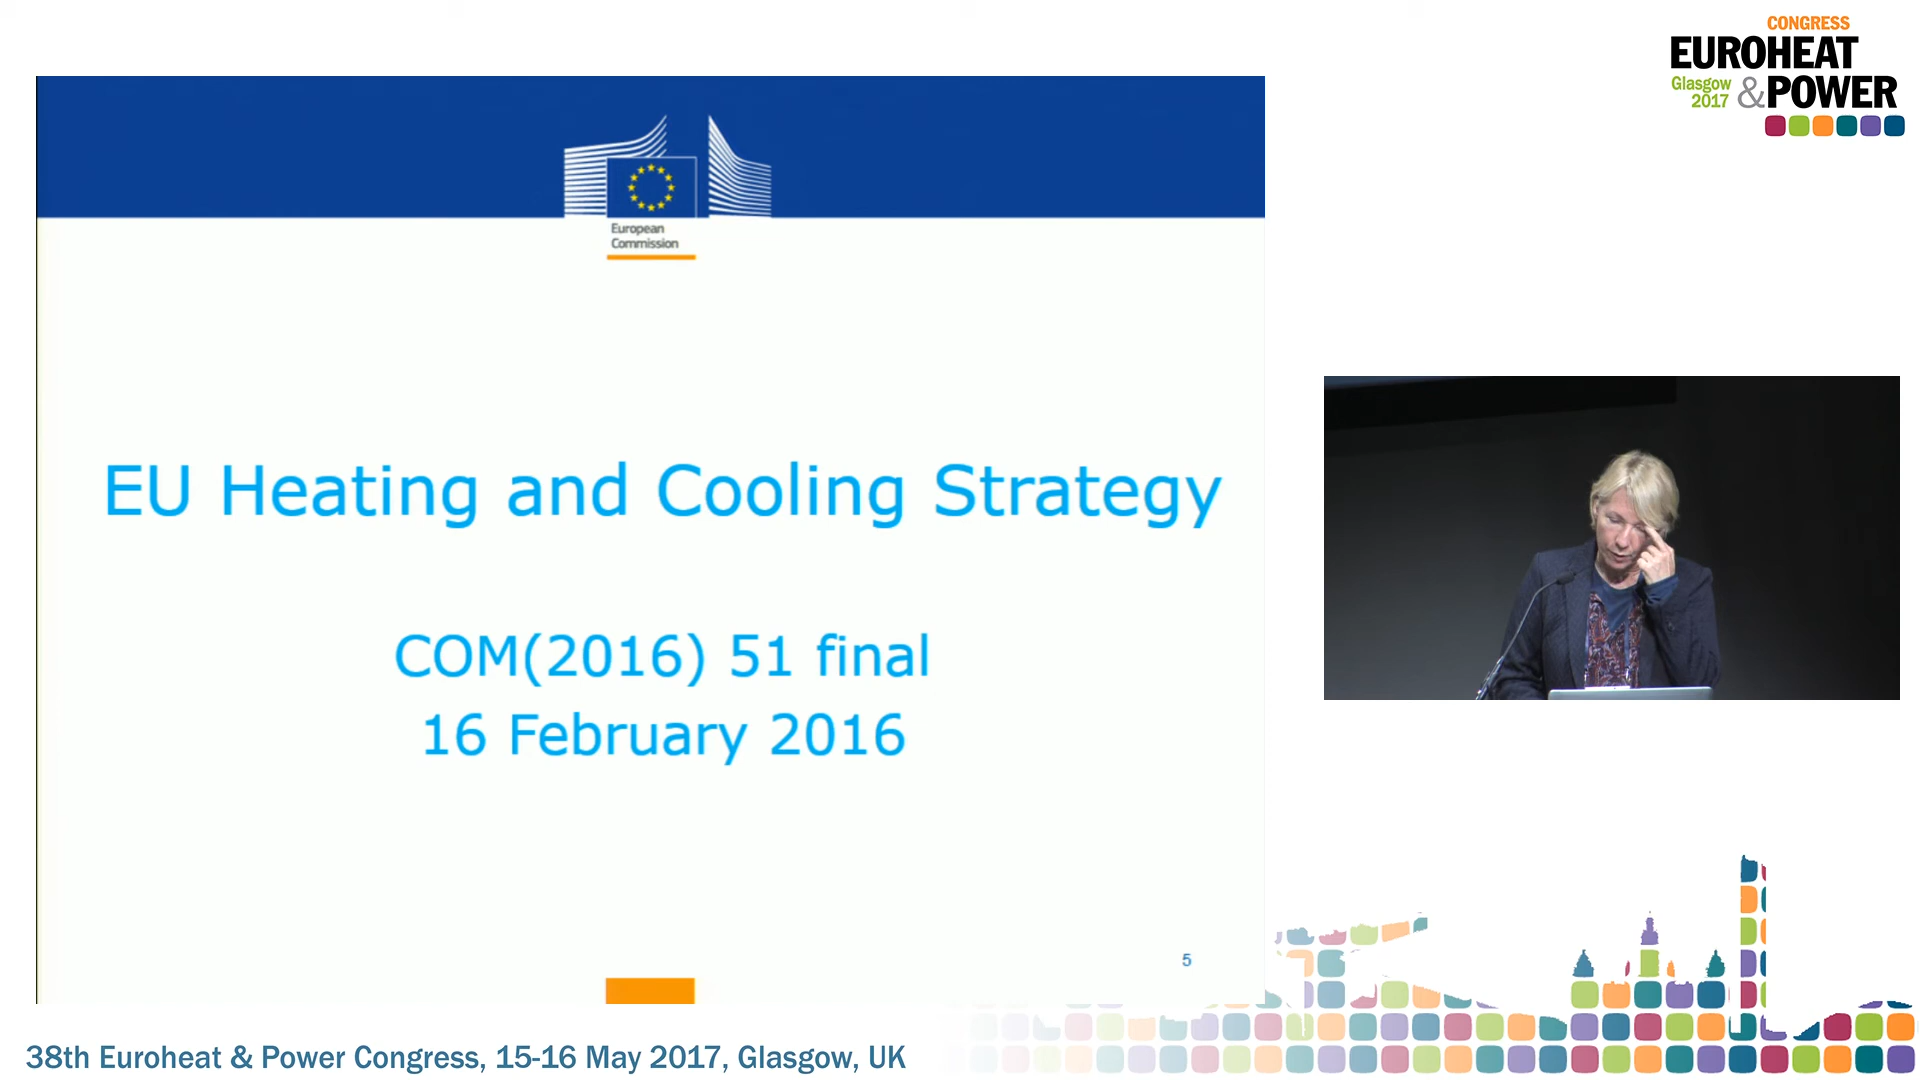 CONGRESS
EUROHEAT
Glasgow
2017
&POWER
European
Commission
EU Heating and Cooling Strategy
COM(2016) 51 final
16 February 2016
5
38th Euroheat & Power Congress, 15-16 May 2017, Glasgow, UK